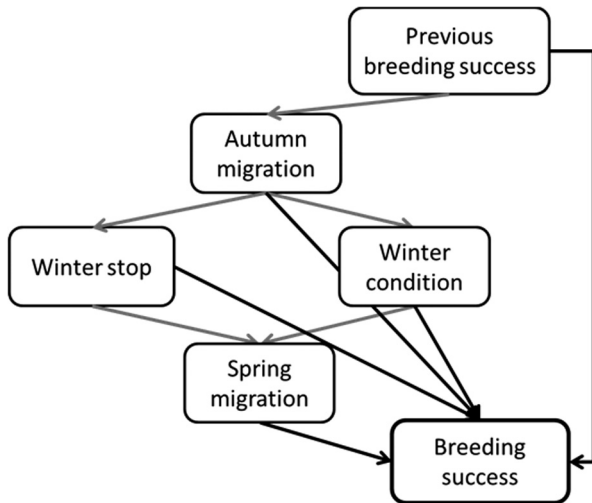 Previous
breeding success
Autumn
migration
Winter stop
Winter
condition
Spring
migration
Breeding
success